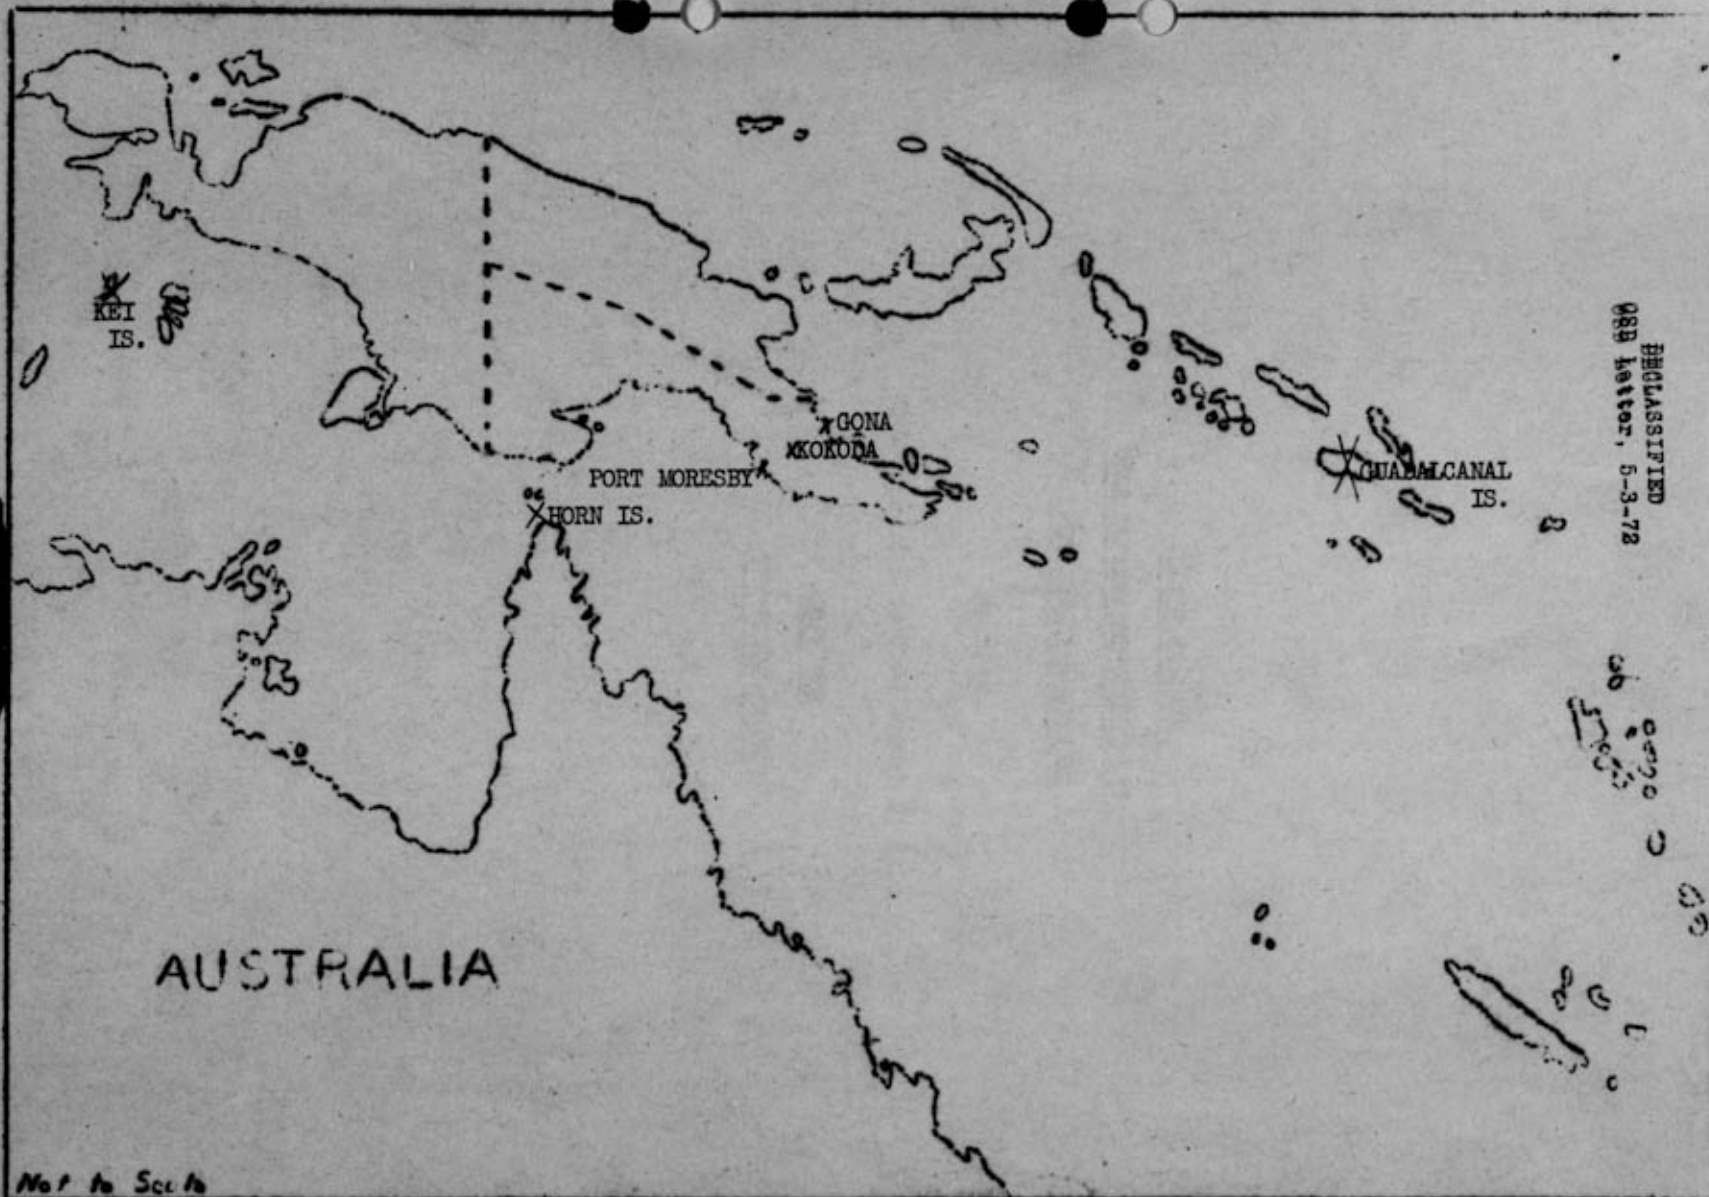 KEI
IS.
GONA
KOKODA
PORT MORESBY
HORN IS.
GUADALCANAL
IS.
DECLASSIFIED
OSD letter, 5-3-72
AUSTRALIA
Not to Scale